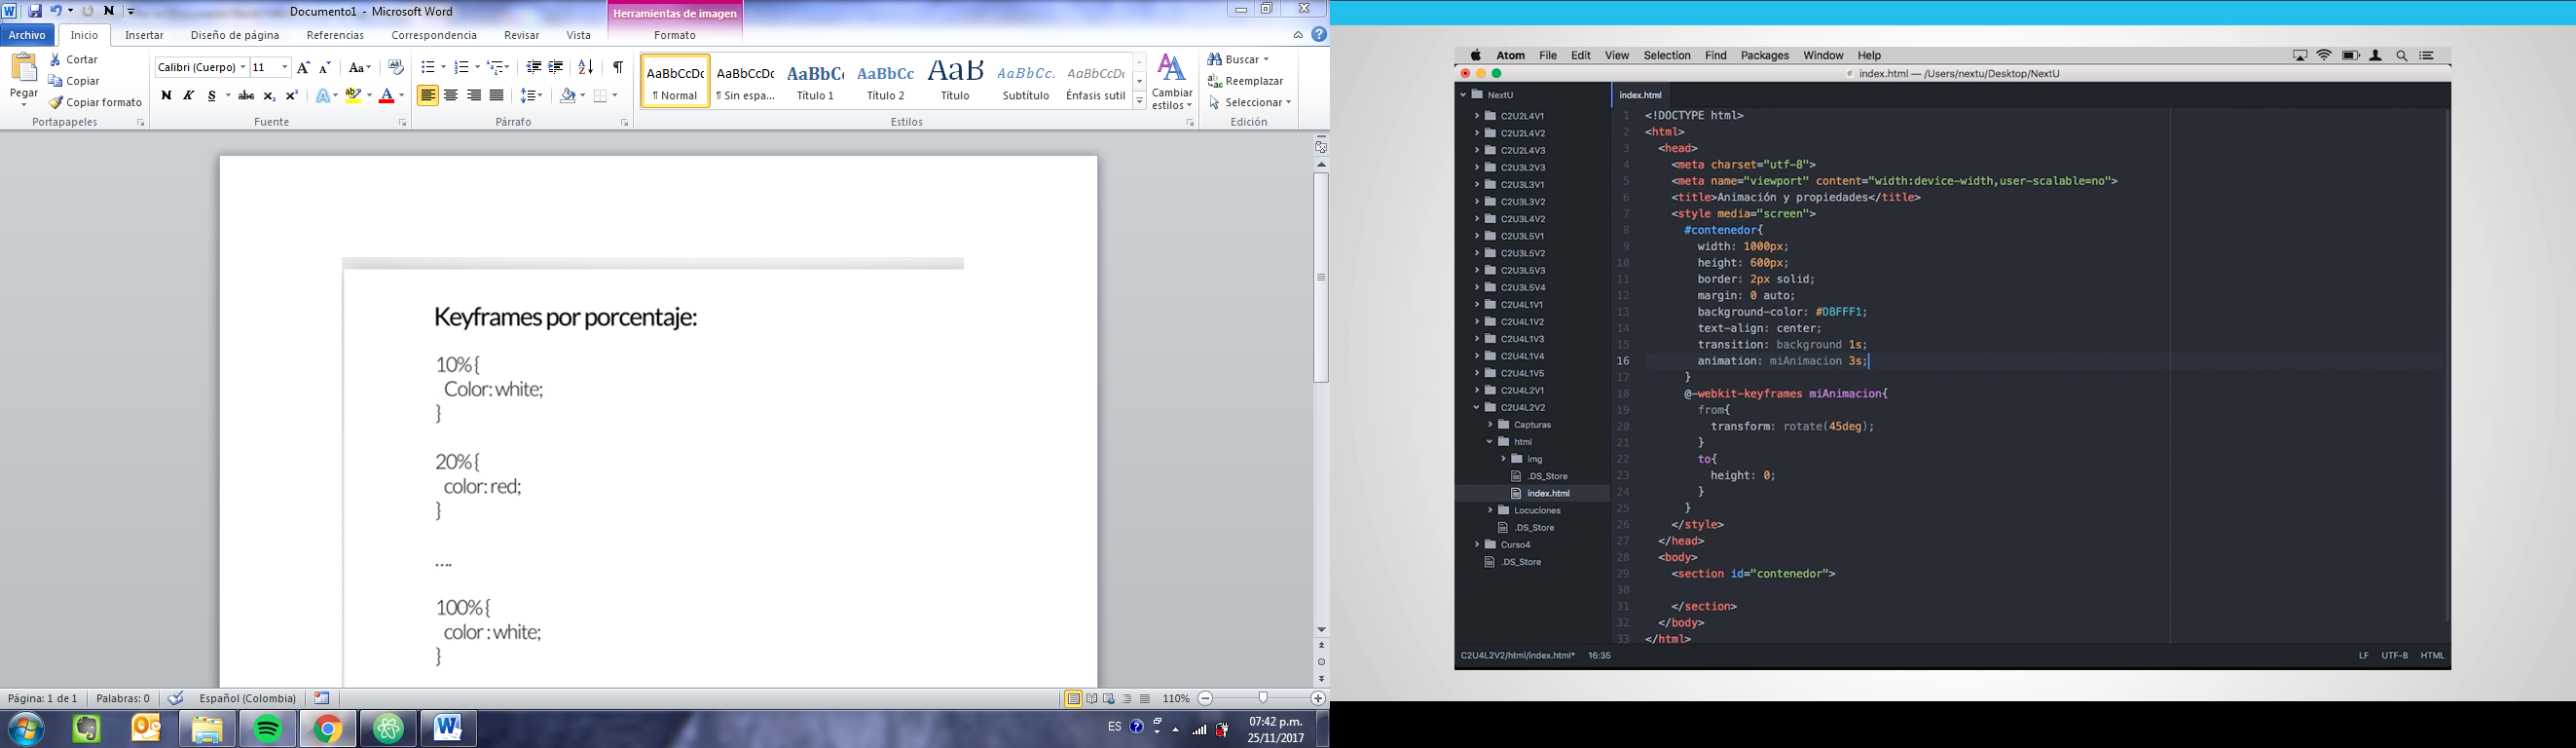 Documento1 - Microsoft Word
Herramientas de imagen
Archivo Inicio Insertar Diseño de página Referencias Correspondencia Revisar Vista Formato
Pegar
Cortar
Copiar
Copiar formato
Portapapeles
Calibri (Cuerpo) 11
Fuente
Párrafo
AaBbCcDc AaBbCcDc AaBbC AaBbCc AaB AaBbCc. AaBbCcDc
¶ Normal ¶ Sin espa... Título 1 Título 2 Título Subtítulo Énfasis sutil
Cambiar estilos
Estilos
Buscar
Reemplazar
Seleccionar
Edición
Keyframes por porcentaje:
10% {
Color: white;
}
20% {
color: red;
}
....
100% {
color : white;
}
Página: 1 de 1 Palabras: 0 Español (Colombia) 110%
ES 07:42 p.m.
25/11/2017
Atom File Edit View Selection Find Packages Window Help
index.html — /Users/nextu/Desktop/NextU
NextU
C2U2L4V1
C2U2L4V2
C2U2L4V3
C2U3L2V3
C2U3L3V1
C2U3L3V2
C2U3L4V2
C2U3L5V1
C2U3L5V2
C2U3L5V3
C2U3L5V4
C2U4L1V1
C2U4L1V2
C2U4L1V3
C2U4L1V4
C2U4L1V5
C2U4L2V1
C2U4L2V2
Capturas
html
img
.DS_Store
index.html
Locuciones
.DS_Store
Curso4
.DS_Store
index.html
1 <!DOCTYPE html>
2 <html>
3 <head>
4 <meta charset="utf-8">
5 <meta name="viewport" content="width:device-width,user-scalable=no">
6 <title>Animación y propiedades</title>
7 <style media="screen">
8 #contenedor{
9 width: 1000px;
10 height: 600px;
11 border: 2px solid;
12 margin: 0 auto;
13 background-color: #DBFFF1;
14 text-align: center;
15 transition: background 1s;
16 animation: miAnimacion 3s;
17 }
18 @-webkit-keyframes miAnimacion{
19 from{
20 transform: rotate(45deg);
21 }
22 to{
23 height: 0;
24 }
25 }
26 </style>
27 </head>
28 <body>
29 <section id="contenedor">
30
31 </section>
32 </body>
33 </html>
C2U4L2V2/html/index.html* 16:35 LF UTF-8 HTML